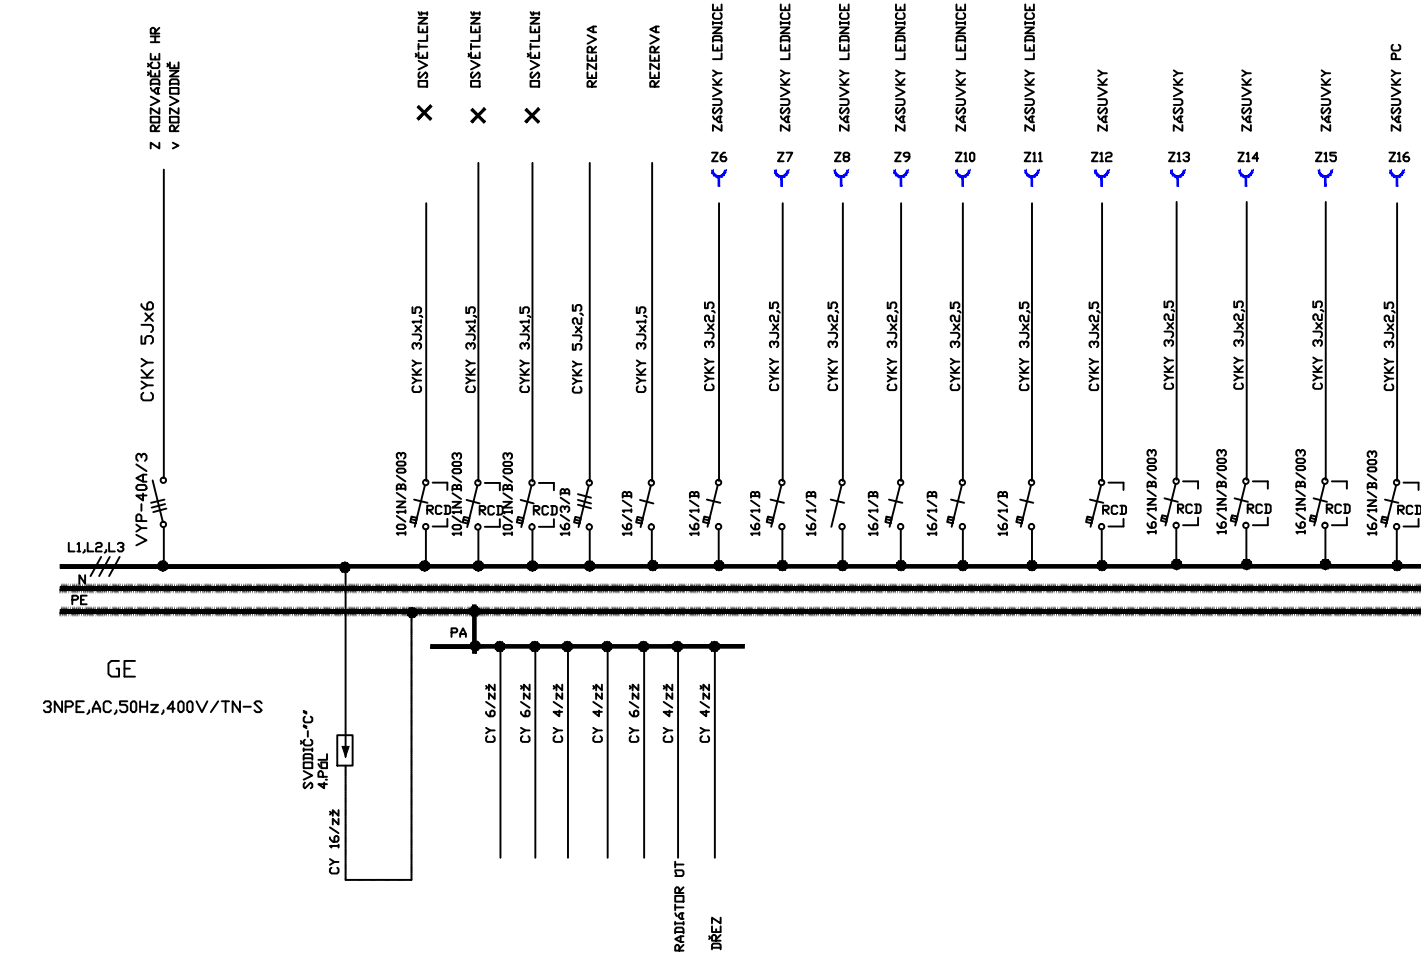 Z ROZVÁDĚČE HR
V ROZVODNĚ
OSVĚTLENÍ
OSVĚTLENÍ
OSVĚTLENÍ
REZERVA
REZERVA
ZÁSUVKY LEDNICE
ZÁSUVKY LEDNICE
ZÁSUVKY LEDNICE
ZÁSUVKY LEDNICE
ZÁSUVKY LEDNICE
ZÁSUVKY LEDNICE
ZÁSUVKY
ZÁSUVKY
ZÁSUVKY
ZÁSUVKY
ZÁSUVKY PC
Z6
Z7
Z8
Z9
Z10
Z11
Z12
Z13
Z14
Z15
Z16
CYKY 5Jx6
CYKY 3Jx1,5
CYKY 3Jx1,5
CYKY 3Jx1,5
CYKY 5Jx2,5
CYKY 3Jx1,5
CYKY 3Jx2,5
CYKY 3Jx2,5
CYKY 3Jx2,5
CYKY 3Jx2,5
CYKY 3Jx2,5
CYKY 3Jx2,5
CYKY 3Jx2,5
CYKY 3Jx2,5
CYKY 3Jx2,5
CYKY 3Jx2,5
CYKY 3Jx2,5
VYP-40A/3
10/1N/B/003
RCD
10/1N/B/003
RCD
10/1N/B/003
RCD
16/3/B
16/1/B
16/1/B
16/1/B
16/1/B
16/1/B
16/1/B
16/1/B
RCD
16/1N/B/003
RCD
16/1N/B/003
RCD
16/1N/B/003
RCD
16/1N/B/003
RCD
L1,L2,L3
N
PE
PA
GE
3NPE,AC,50Hz,400V/TN-S
SVODIČ-"C"
4.PÓL
CY 16/zž
CY 6/zž
CY 6/zž
CY 4/zž
CY 4/zž
CY 6/zž
CY 4/zž
CY 4/zž
RADIÁTOR ÚT
DŘEZ